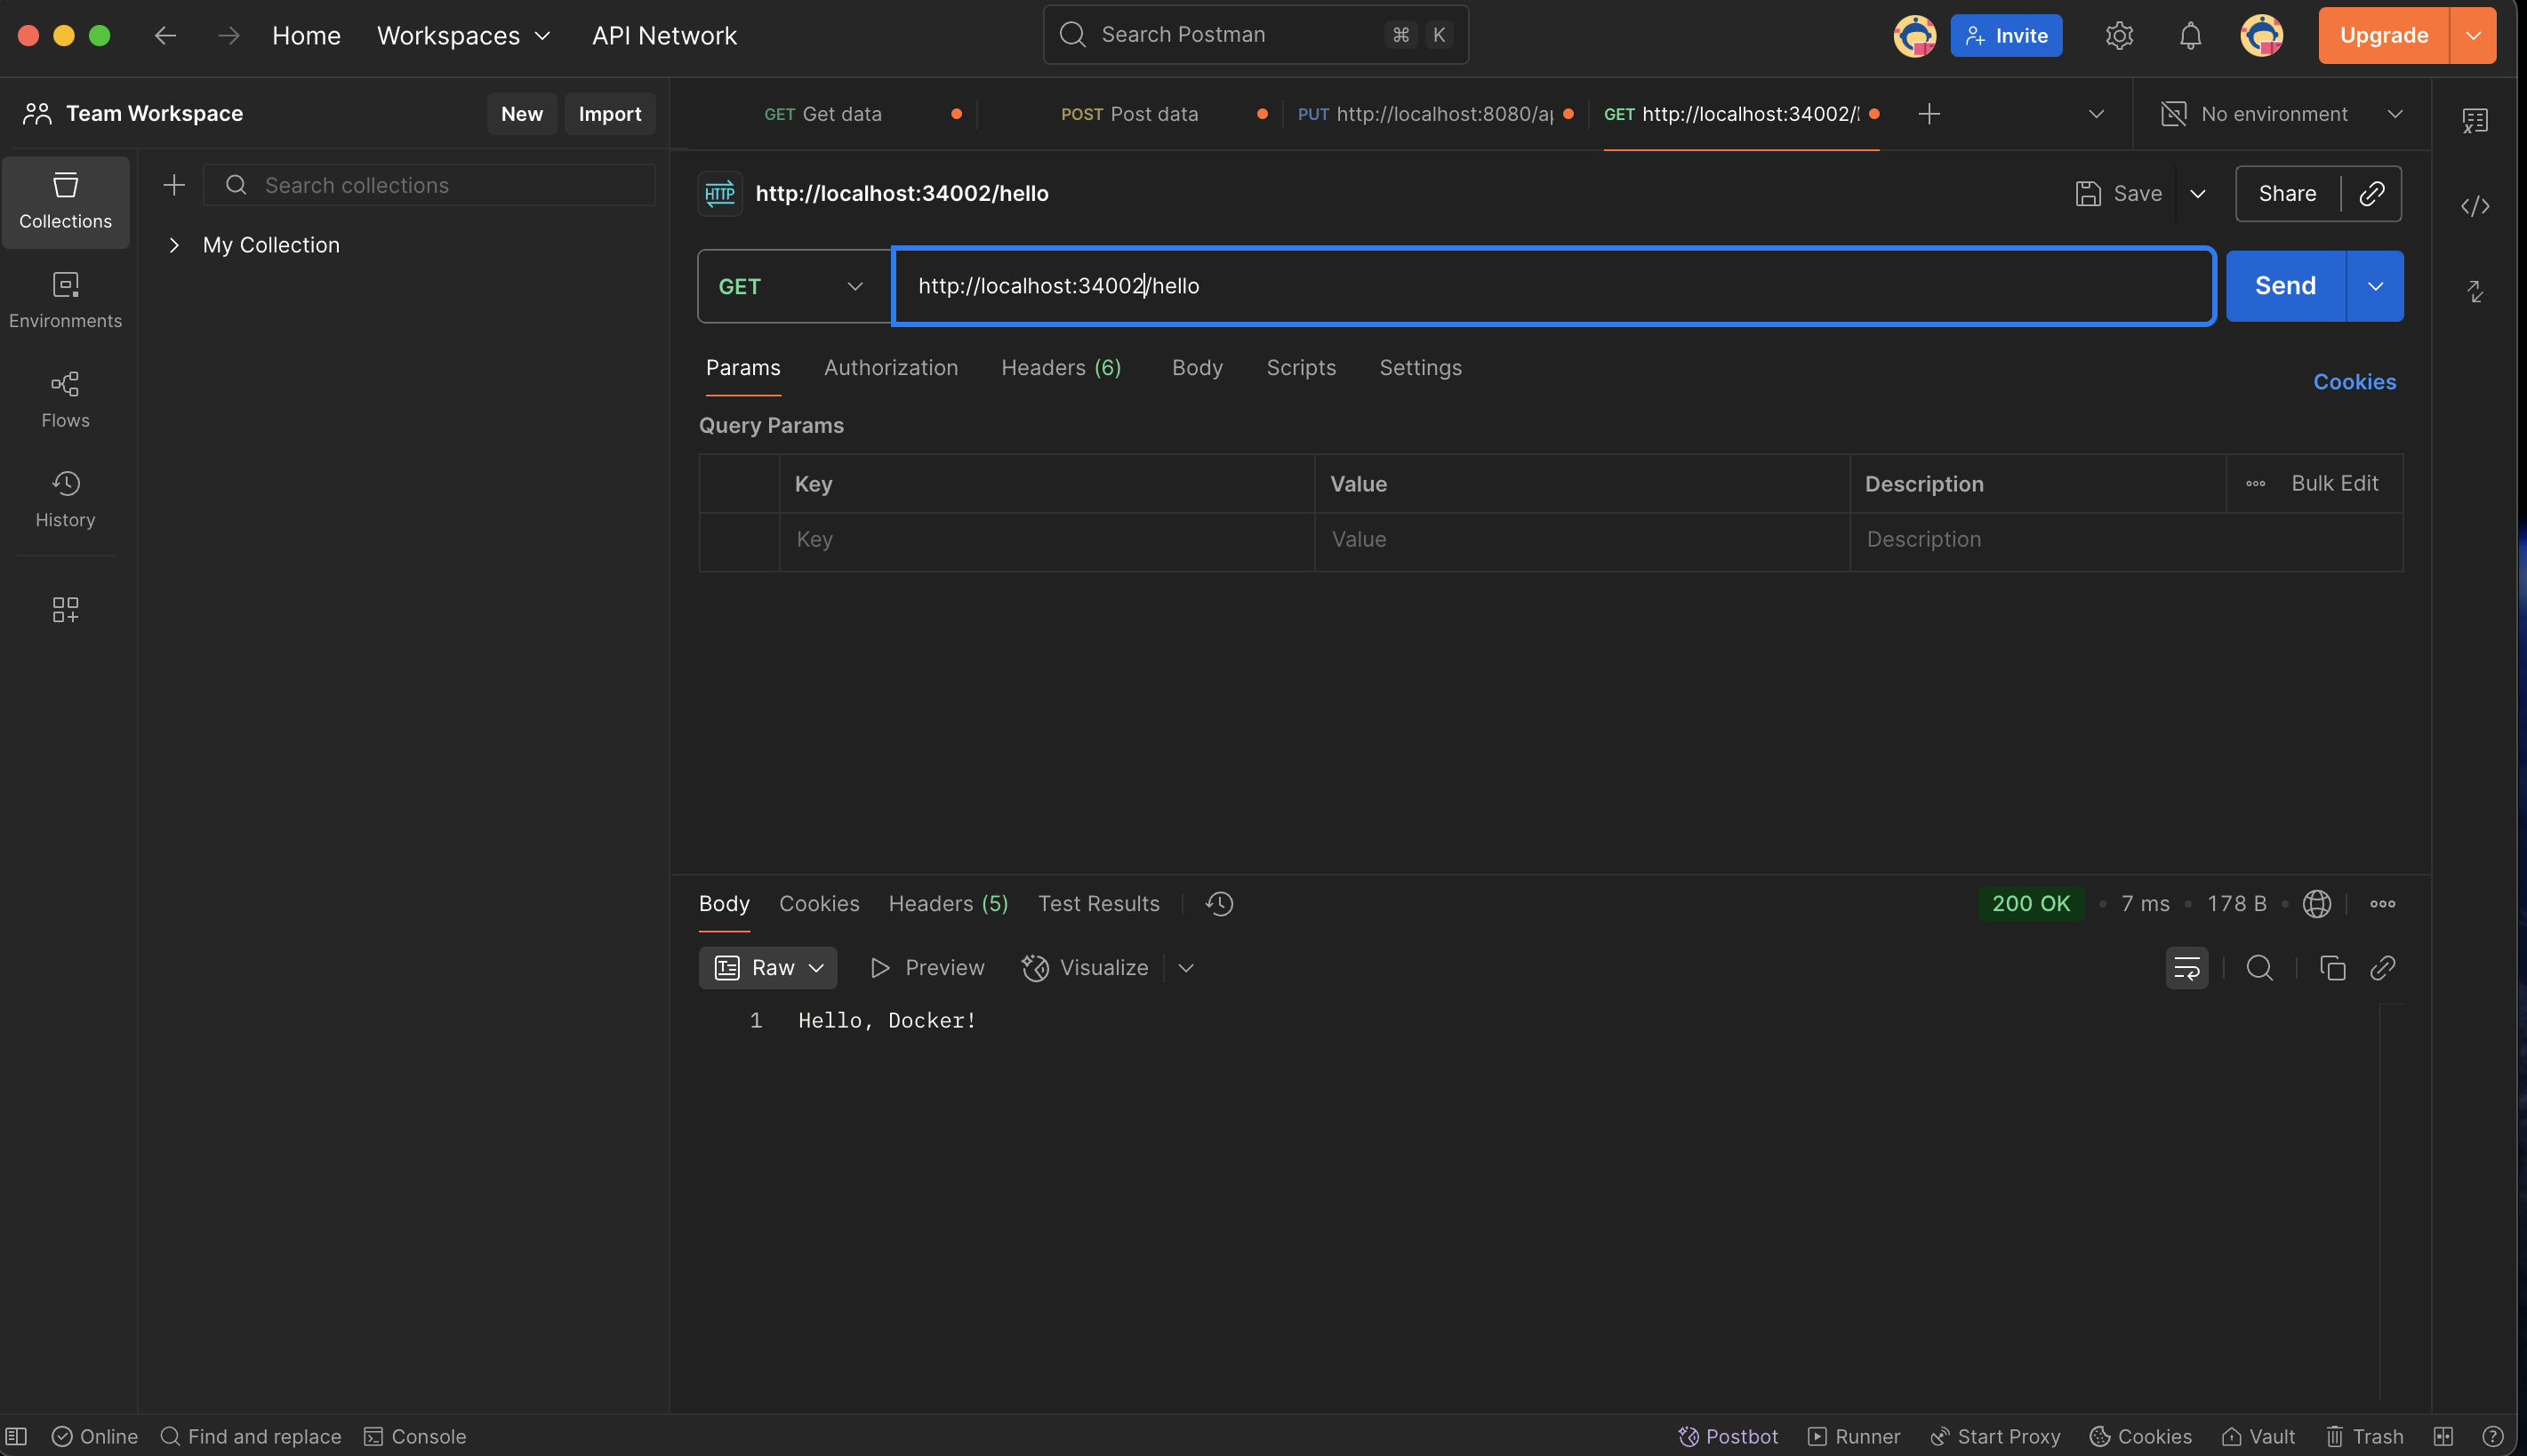 Home Workspaces API Network Search Postman ⌘ K Invite Upgrade
Team Workspace New Import
GET Get data POST Post data PUT http://localhost:8080/a GET http://localhost:34002/ No environment
Collections
Environments
Flows
History
Search collections
My Collection
HTTP http://localhost:34002/hello Save Share
GET http://localhost:34002/hello Send
Params Authorization Headers (6) Body Scripts Settings Cookies
Query Params
Key Value Description Bulk Edit
Key Value Description
Body Cookies Headers (5) Test Results 200 OK • 7 ms • 178 B •
Raw Preview Visualize
1 Hello, Docker!
Online Find and replace Console Postbot Runner Start Proxy Cookies Vault Trash